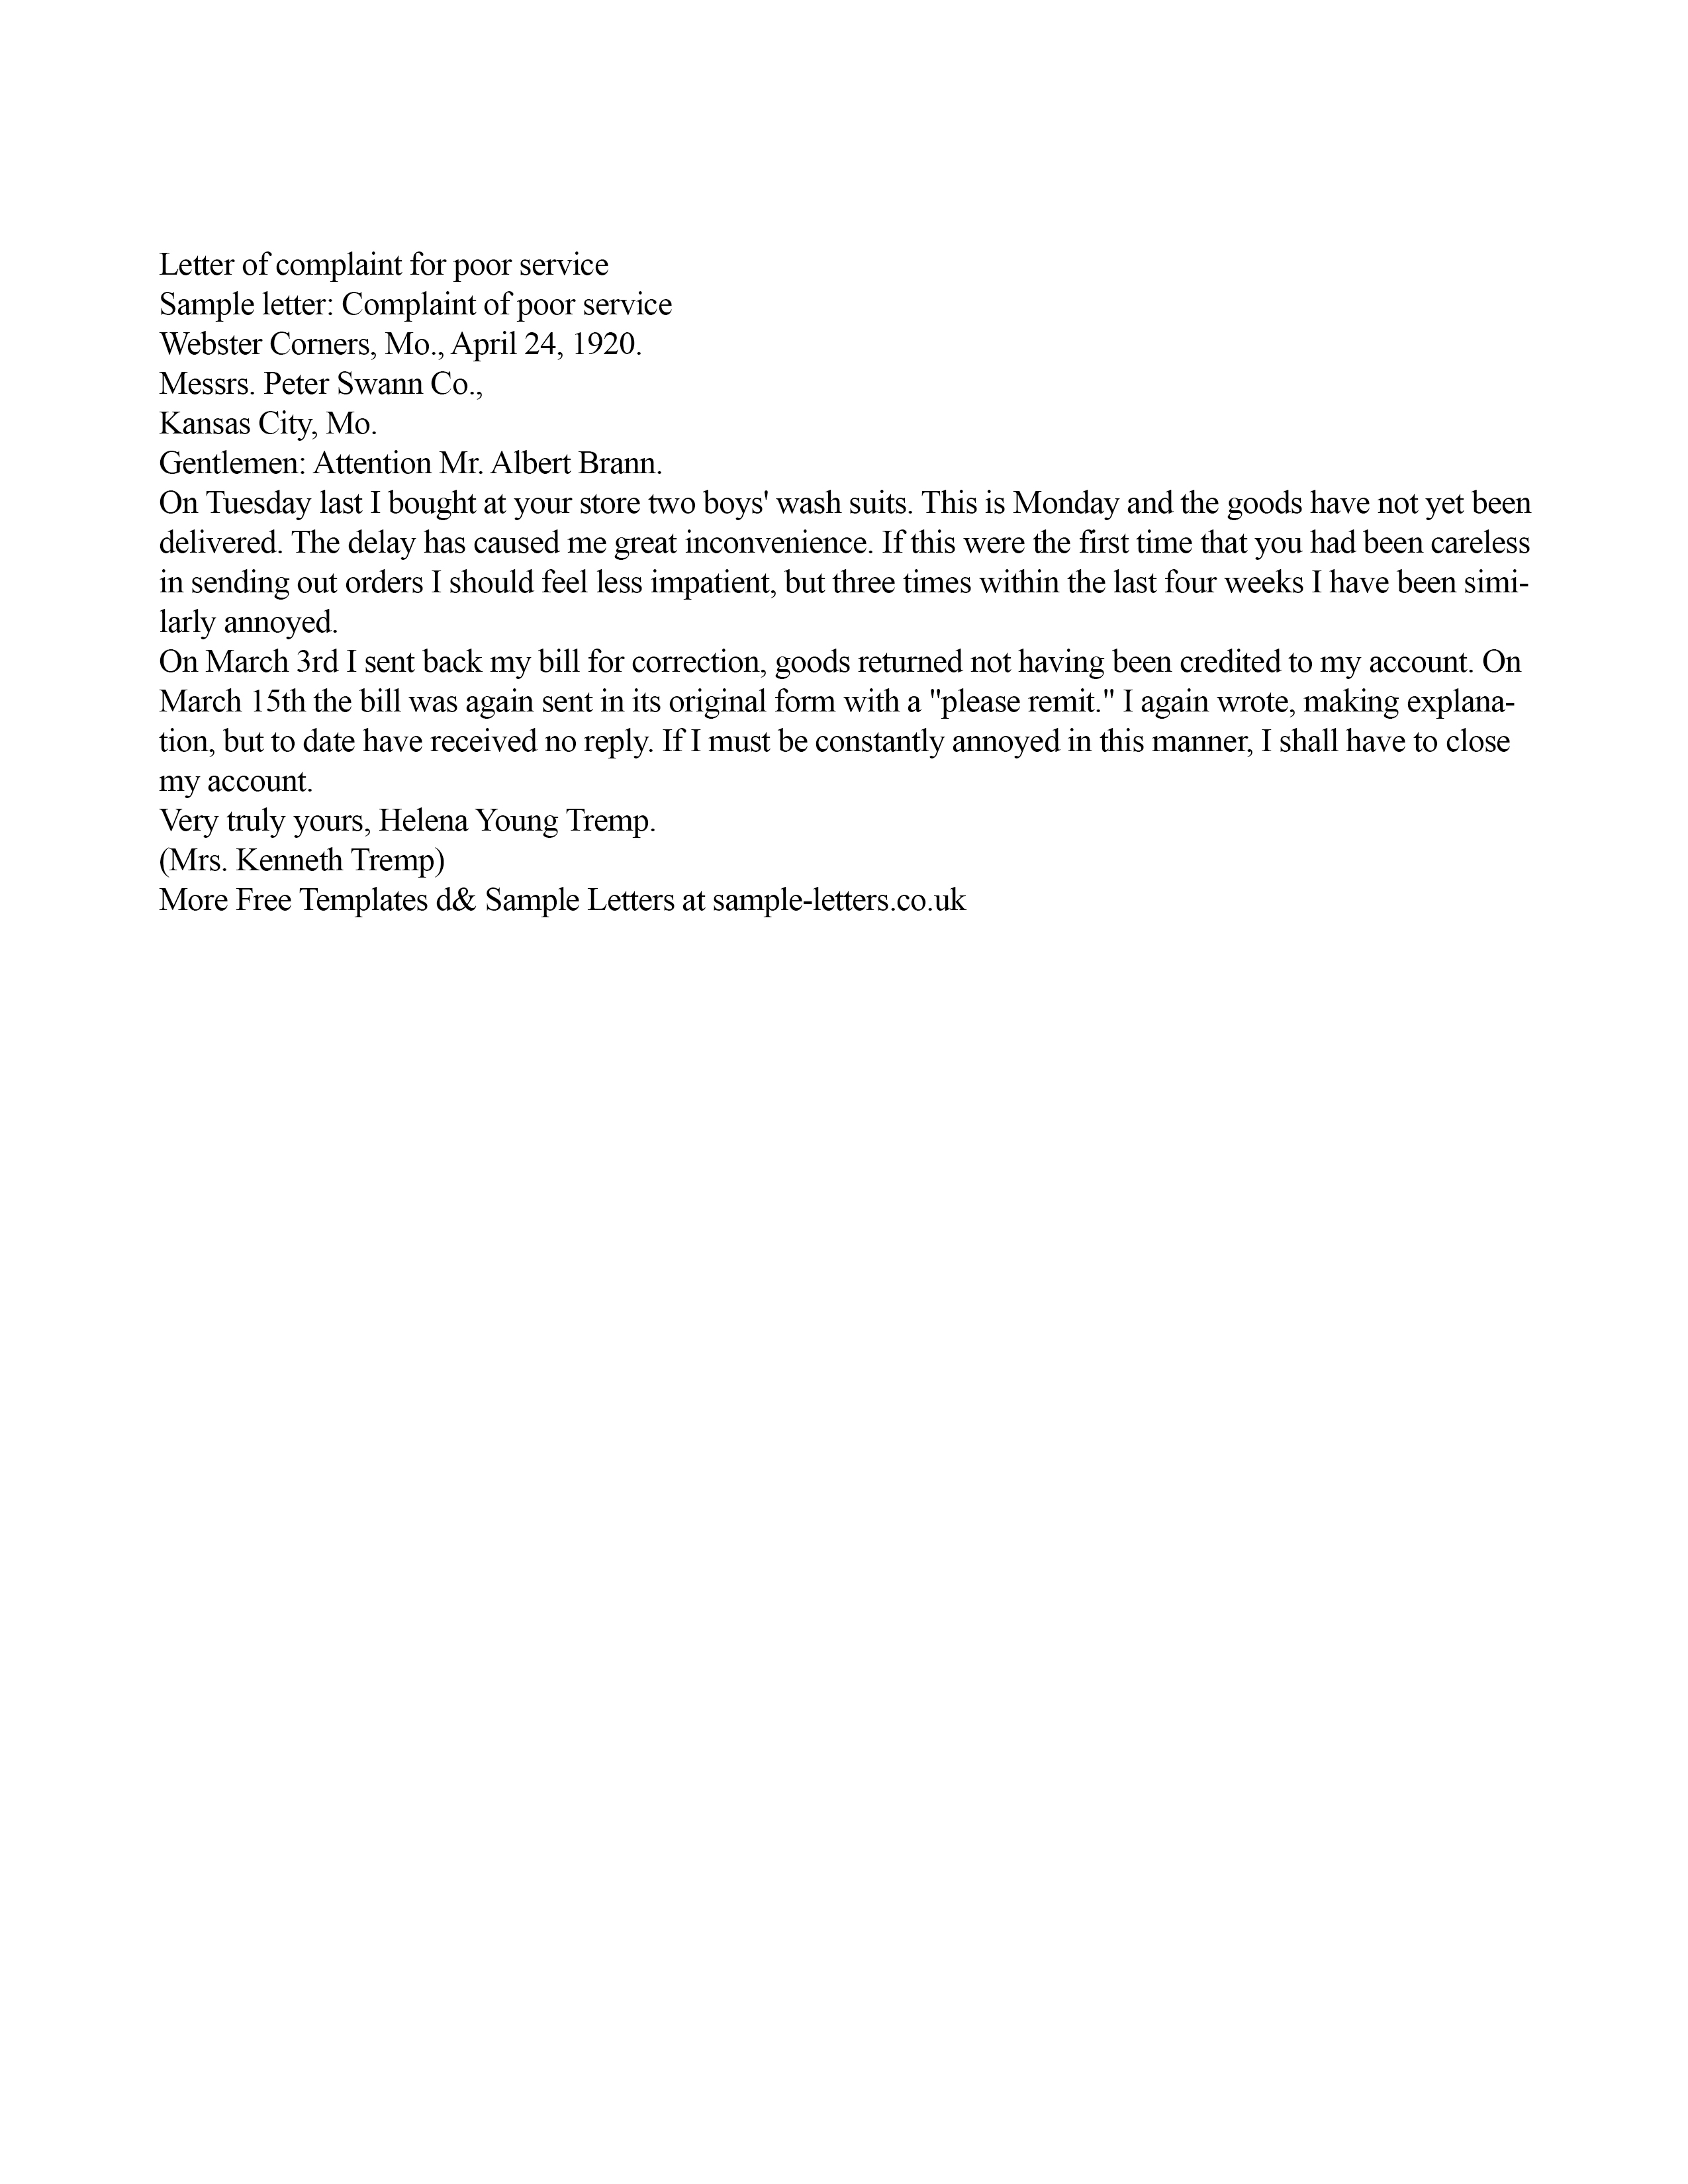 Letter of complaint for poor service
Sample letter: Complaint of poor service
Webster Corners, Mo., April 24, 1920.
Messrs. Peter Swann Co.,
Kansas City, Mo.
Gentlemen: Attention Mr. Albert Brann.
On Tuesday last I bought at your store two boys' wash suits. This is Monday and the goods have not yet been
delivered. The delay has caused me great inconvenience. If this were the first time that you had been careless
in sending out orders I should feel less impatient, but three times within the last four weeks I have been simi-
larly annoyed.
On March 3rd I sent back my bill for correction, goods returned not having been credited to my account. On
March 15th the bill was again sent in its original form with a "please remit." I again wrote, making explana-
tion, but to date have received no reply. If I must be constantly annoyed in this manner, I shall have to close
my account.
Very truly yours, Helena Young Tremp.
(Mrs. Kenneth Tremp)
More Free Templates d& Sample Letters at sample-letters.co.uk